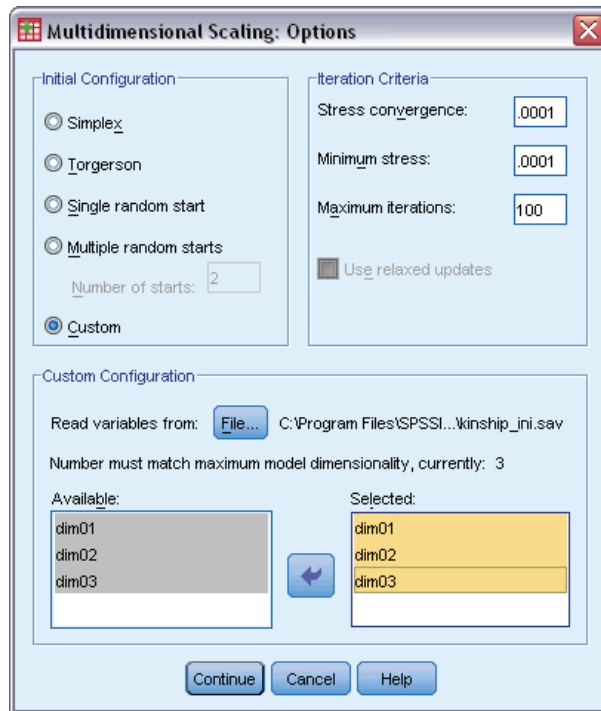 Multidimensional Scaling: Options
Initial Configuration
Simplex
Torgerson
Single random start
Multiple random starts
Number of starts: 2
Custom
Iteration Criteria
Stress convergence: .0001
Minimum stress: .0001
Maximum iterations: 100
Use relaxed updates
Custom Configuration
Read variables from: File... C:\Program Files\SPSSI...\kinship_ini.sav
Number must match maximum model dimensionality, currently: 3
Available:
dim01
dim02
dim03
Selected:
dim01
dim02
dim03
Continue Cancel Help